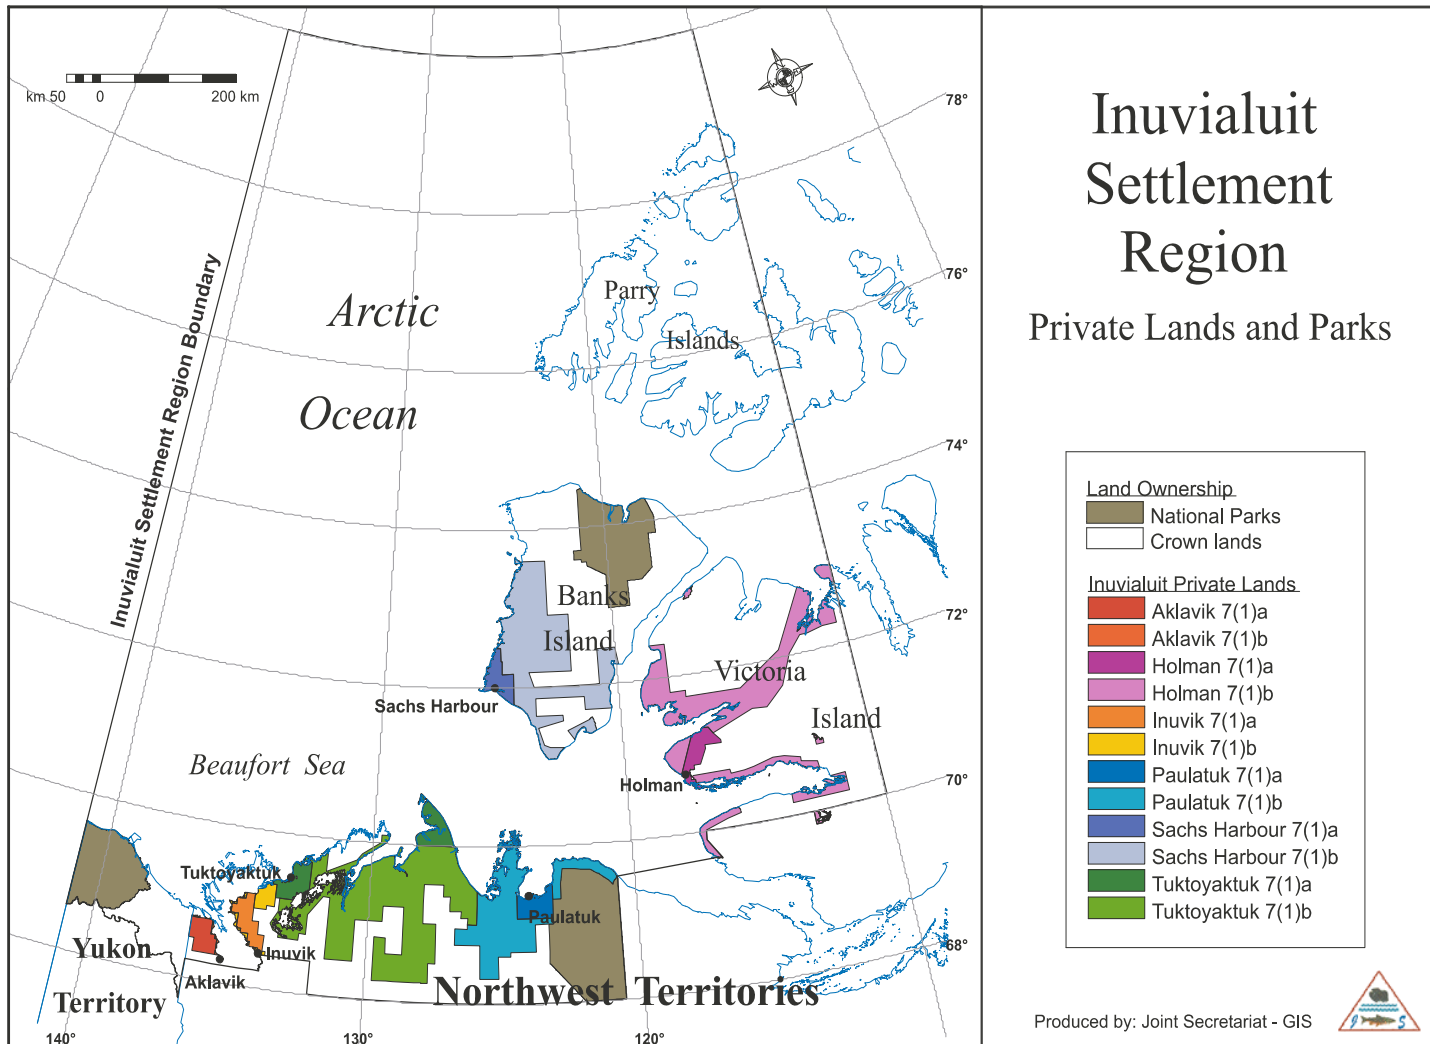 Inuvialuit
Settlement
Region
Private Lands and Parks
km 50 0 200 km
78°
76°
74°
72°
70°
68°
140°
130°
120°
Inuvialuit Settlement Region Boundary
Arctic
Ocean
Parry
Islands
Banks
Island
Victoria
Island
Sachs Harbour
Holman
Beaufort Sea
Tuktoyaktuk
Paulatuk
Inuvik
Aklavik
Yukon
Territory
Northwest Territories
Land Ownership
National Parks
Crown lands
Inuvialuit Private Lands
Aklavik 7(1)a
Aklavik 7(1)b
Holman 7(1)a
Holman 7(1)b
Inuvik 7(1)a
Inuvik 7(1)b
Paulatuk 7(1)a
Paulatuk 7(1)b
Sachs Harbour 7(1)a
Sachs Harbour 7(1)b
Tuktoyaktuk 7(1)a
Tuktoyaktuk 7(1)b
Produced by: Joint Secretariat - GIS
J S